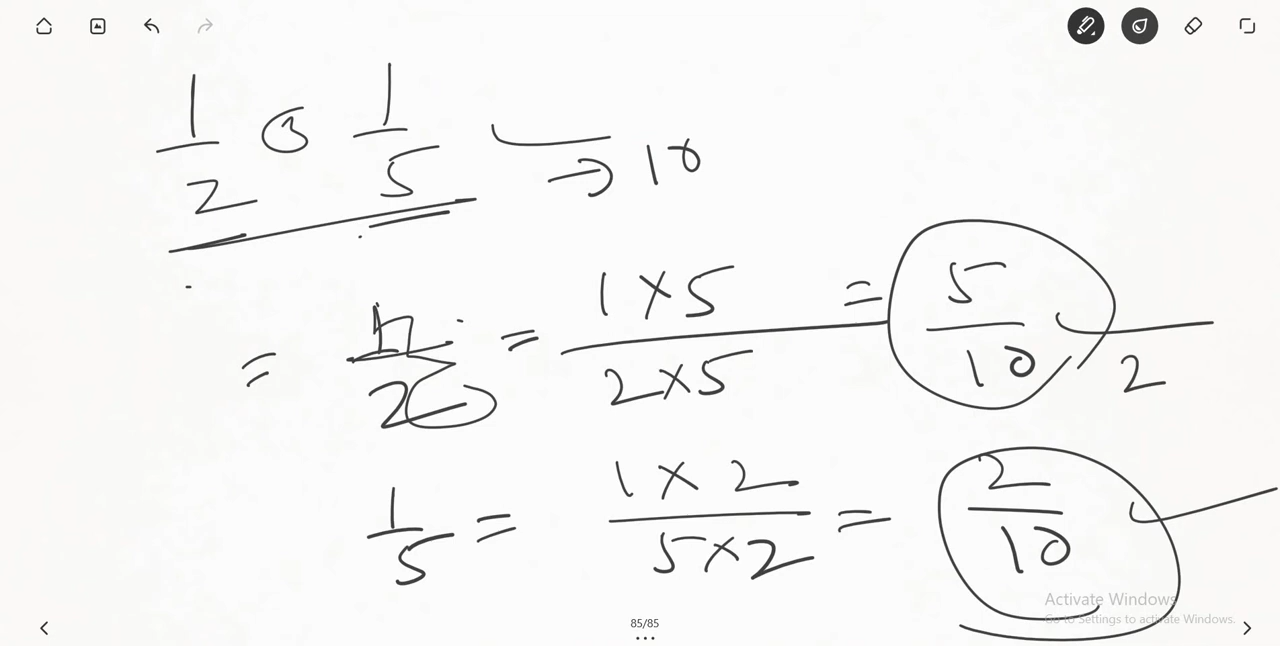 1/2 ও 1/5 → 10
= 1/2 = 1×5/2×5 = 5/10
2
1/5 = 1×2/5×2 = 2/10
Activate Windows
Go to Settings to activate Windows.
85/85